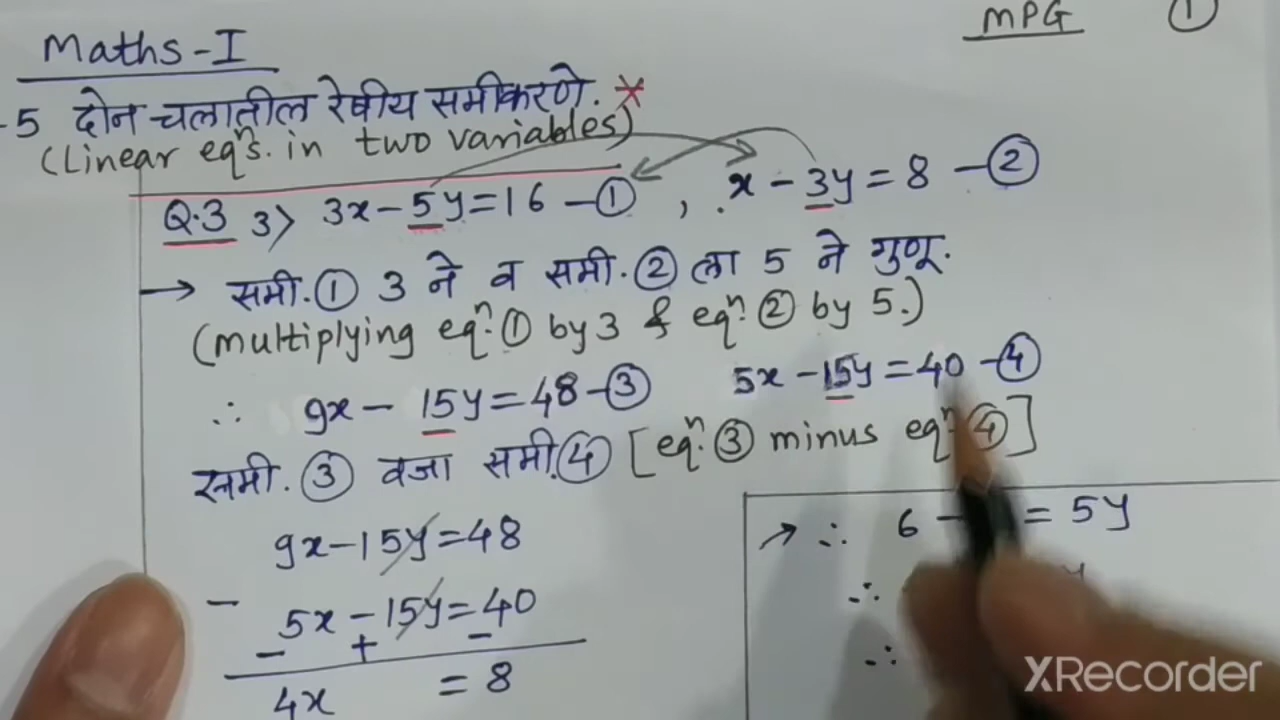 MPG ①
Maths-I
-5 दोन चलातील रेषीय समीकरणे. *
(Linear eqⁿs. in two variables)
Q.3 3> 3x-5y=16-①, x-3y=8-②
→ समी.① 3 ने व समी.② ला 5 ने गुणू.
(multiplying eqⁿ.① by 3 & eqⁿ.② by 5.)
∴ 9x-15y=48-③ 5x-15y=40-④
समी.③ वजा समी.④ [eqⁿ.③ minus eqⁿ.④]
9x-15y=48
- 5x-15y=40
- + -
4x =8
→ ∴ 6 - = 5y
∴
∴
XRecorder